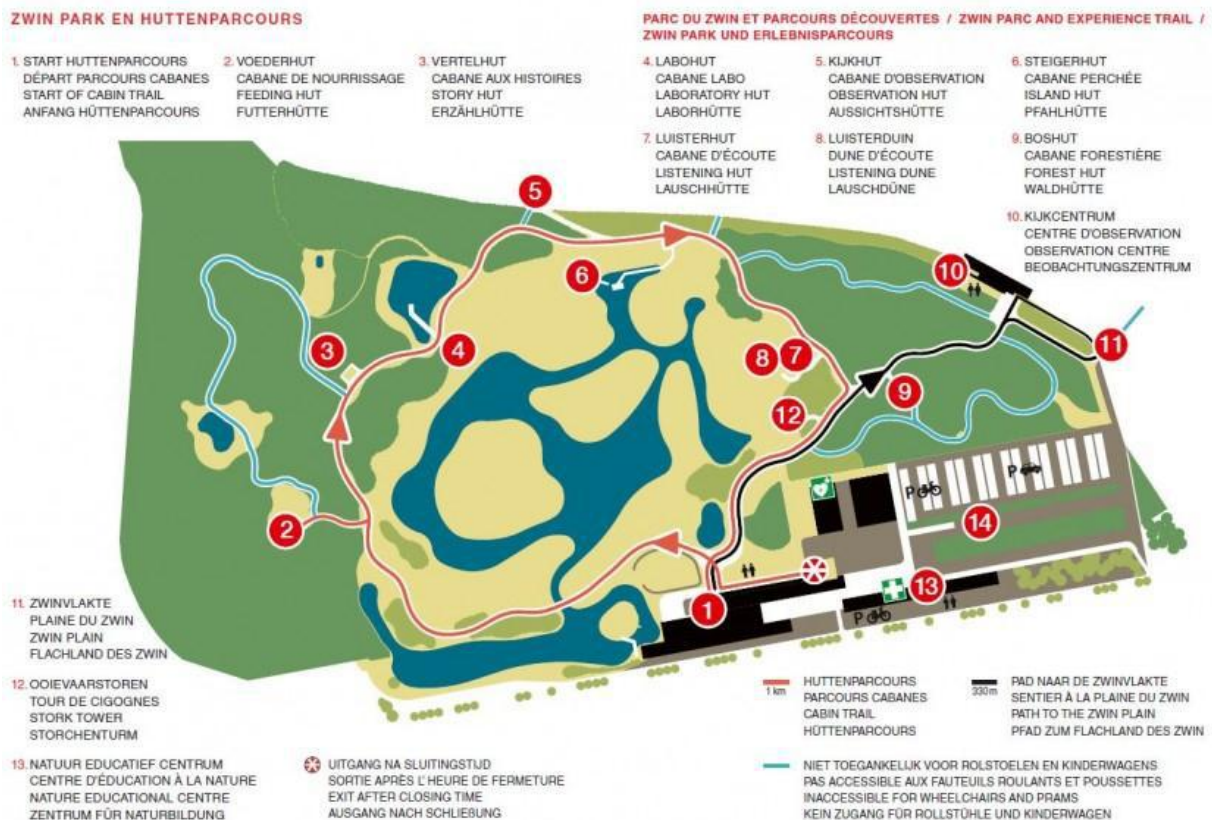 ZWIN PARK EN HUTTENPARCOURS
PARC DU ZWIN ET PARCOURS DÉCOUVERTES / ZWIN PARC AND EXPERIENCE TRAIL /
ZWIN PARK UND ERLEBNISPARCOURS
1. START HUTTENPARCOURS
DÉPART PARCOURS CABANES
START OF CABIN TRAIL
ANFANG HÜTTENPARCOURS
2. VOEDERHUT
CABANE DE NOURRISSAGE
FEEDING HUT
FUTTERHÜTTE
3. VERTELHUT
CABANE AUX HISTOIRES
STORY HUT
ERZÄHLHÜTTE
4. LABOHUT
CABANE LABO
LABORATORY HUT
LABORHÜTTE
5. KIJKHUT
CABANE D'OBSERVATION
OBSERVATION HUT
AUSSICHTSHÜTTE
6. STEIGERHUT
CABANE PERCHÉE
ISLAND HUT
PFAHLHÜTTE
7. LUISTERHUT
CABANE D'ÉCOUTE
LISTENING HUT
LAUSCHHÜTTE
8. LUISTERDUIN
DUNE D'ÉCOUTE
LISTENING DUNE
LAUSCHDÜNE
9. BOSHUT
CABANE FORESTIÈRE
FOREST HUT
WALDHÜTTE
10. KIJKCENTRUM
CENTRE D'OBSERVATION
OBSERVATION CENTRE
BEOBACHTUNGSZENTRUM
5
10
6
11
3
4
8
7
9
12
P
P
2
14
13
1
P
11. ZWINVLAKTE
PLAINE DU ZWIN
ZWIN PLAIN
FLACHLAND DES ZWIN
12. OOIEVAARSTOREN
TOUR DE CIGOGNES
STORK TOWER
STORCHENTURM
13. NATUUR EDUCATIEF CENTRUM
CENTRE D'ÉDUCATION À LA NATURE
NATURE EDUCATIONAL CENTRE
ZENTRUM FÜR NATURBILDUNG
UITGANG NA SLUITINGSTIJD
SORTIE APRÈS L'HEURE DE FERMETURE
EXIT AFTER CLOSING TIME
AUSGANG NACH SCHLIEßUNG
1 km
HUTTENPARCOURS
PARCOURS CABANES
CABIN TRAIL
HÜTTENPARCOURS
330 m
PAD NAAR DE ZWINVLAKTE
SENTIER À LA PLAINE DU ZWIN
PATH TO THE ZWIN PLAIN
PFAD ZUM FLACHLAND DES ZWIN
NIET TOEGANKELIJK VOOR ROLSTOELEN EN KINDERWAGENS
PAS ACCESSIBLE AUX FAUTEUILS ROULANTS ET POUSSETTES
INACCESSIBLE FOR WHEELCHAIRS AND PRAMS
KEIN ZUGANG FÜR ROLLSTÜHLE UND KINDERWAGEN